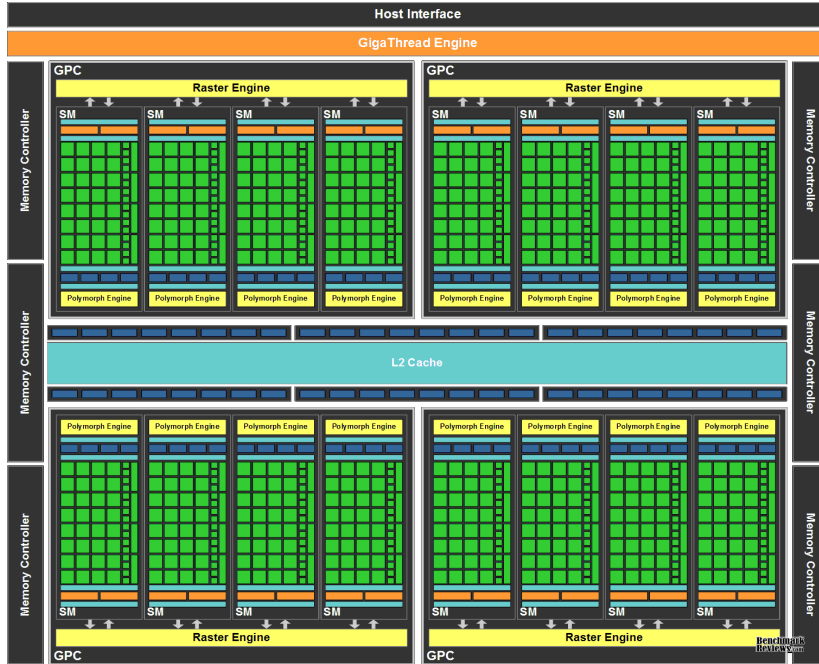 Host Interface
GigaThread Engine
GPC
GPC
Raster Engine
Raster Engine
SM
SM
SM
SM
SM
SM
SM
SM
Memory Controller
Memory Controller
Polymorph Engine
Polymorph Engine
Polymorph Engine
Polymorph Engine
Polymorph Engine
Polymorph Engine
Polymorph Engine
Polymorph Engine
Memory Controller
L2 Cache
Memory Controller
Polymorph Engine
Polymorph Engine
Polymorph Engine
Polymorph Engine
Polymorph Engine
Polymorph Engine
Polymorph Engine
Polymorph Engine
Memory Controller
Memory Controller
SM
SM
SM
SM
SM
SM
SM
SM
Raster Engine
Raster Engine
GPC
GPC
Benchmark
Reviews.com